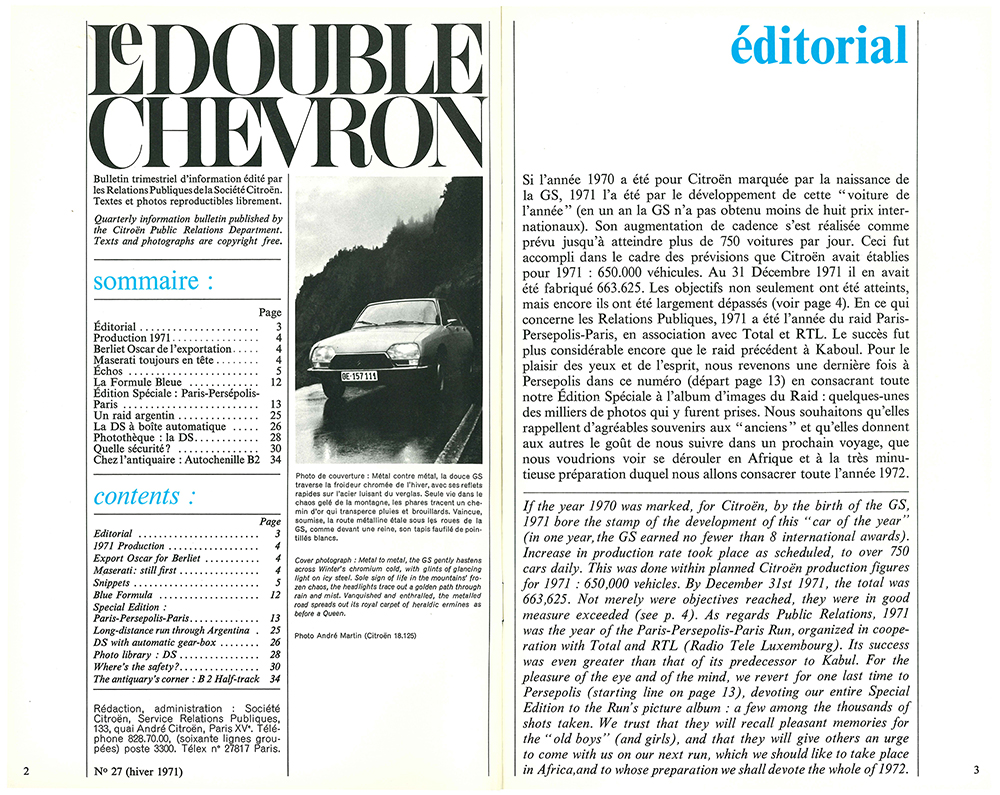 Le DOUBLE
CHEVRON
Bulletin trimestriel d'information édité par
les Relations Publiques de la Société Citroën.
Textes et photos reproductibles librement.
Quarterly information bulletin published by
the Citroën Public Relations Department.
Texts and photographs are copyright free.
sommaire :
Page
Éditorial . . . . . . . . . . . . . . . . . . . . . . 3
Production 1971 . . . . . . . . . . . . . . . . 4
Berliet Oscar de l'exportation . . . . . 4
Maserati toujours en tête . . . . . . . . 4
Échos . . . . . . . . . . . . . . . . . . . . . . . . 5
La Formule Bleue . . . . . . . . . . . . . 12
Édition Spéciale : Paris-Persépolis-
Paris . . . . . . . . . . . . . . . . . . . . . . . . 13
Un raid argentin . . . . . . . . . . . . . . . 25
La DS à boîte automatique . . . . . 26
Photothèque : la DS . . . . . . . . . . . . 28
Quelle sécurité ? . . . . . . . . . . . . . . . 30
Chez l'antiquaire : Autochenille B2 34
contents :
Page
Editorial . . . . . . . . . . . . . . . . . . . . . . 3
1971 Production . . . . . . . . . . . . . . . . 4
Export Oscar for Berliet . . . . . . . . . . 4
Maserati : still first . . . . . . . . . . . . . . 4
Snippets . . . . . . . . . . . . . . . . . . . . . . 5
Blue Formula . . . . . . . . . . . . . . . . . 12
Special Edition :
Paris-Persepolis-Paris . . . . . . . . . . . . . 13
Long-distance run through Argentina . 25
DS with automatic gear-box . . . . . . . . 26
Photo library : DS . . . . . . . . . . . . . . 28
Where's the safety? . . . . . . . . . . . . . . 30
The antiquary's corner : B 2 Half-track 34
Rédaction, administration : Société
Citroën, Service Relations Publiques,
133, quai André Citroën, Paris XVe. Télé-
phone 828.70.00, (soixante lignes grou-
pées) poste 3300. Télex n° 27817 Paris.
2
No 27 (hiver 1971)
OE·157111
Photo de couverture : Métal contre métal, la douce GS
traverse la froideur chromée de l'hiver, avec ses reflets
rapides sur l'acier luisant du verglas. Seule vie dans le
chaos gelé de la montagne, les phares tracent un che-
min d'or qui transperce pluies et brouillards. Vaincue,
soumise, la route métalline étale sous les roues de la
GS, comme devant une reine, son tapis faufilé de poin-
tillés blancs.
Cover photograph : Metal to metal, the GS gently hastens
across Winter's chromium cold, with glints of glancing
light on icy steel. Sole sign of life in the mountains' fro-
zen chaos, the headlights trace out a golden path through
rain and mist. Vanquished and enthralled, the metalled
road spreads out its royal carpet of heraldic ermines as
before a Queen.
Photo André Martin (Citroën 18.125)
éditorial
Si l'année 1970 a été pour Citroën marquée par la naissance de
la GS, 1971 l'a été par le développement de cette “voiture de
l'année” (en un an la GS n'a pas obtenu moins de huit prix inter-
nationaux). Son augmentation de cadence s'est réalisée comme
prévu jusqu'à atteindre plus de 750 voitures par jour. Ceci fut
accompli dans le cadre des prévisions que Citroën avait établies
pour 1971 : 650.000 véhicules. Au 31 Décembre 1971 il en avait
été fabriqué 663.625. Les objectifs non seulement ont été atteints,
mais encore ils ont été largement dépassés (voir page 4). En ce qui
concerne les Relations Publiques, 1971 a été l'année du raid Paris-
Persepolis-Paris, en association avec Total et RTL. Le succès fut
plus considérable encore que le raid précédent à Kaboul. Pour le
plaisir des yeux et de l'esprit, nous revenons une dernière fois à
Persepolis dans ce numéro (départ page 13) en consacrant toute
notre Édition Spéciale à l'album d'images du Raid : quelques-unes
des milliers de photos qui y furent prises. Nous souhaitons qu'elles
rappellent d'agréables souvenirs aux “anciens” et qu'elles donnent
aux autres le goût de nous suivre dans un prochain voyage, que
nous voudrions voir se dérouler en Afrique et à la très minu-
tieuse préparation duquel nous allons consacrer toute l'année 1972.
If the year 1970 was marked, for Citroën, by the birth of the GS,
1971 bore the stamp of the development of this “car of the year”
(in one year, the GS earned no fewer than 8 international awards).
Increase in production rate took place as scheduled, to over 750
cars daily. This was done within planned Citroën production figures
for 1971 : 650,000 vehicles. By December 31st 1971, the total was
663,625. Not merely were objectives reached, they were in good
measure exceeded (see p. 4). As regards Public Relations, 1971
was the year of the Paris-Persepolis-Paris Run, organized in coope-
ration with Total and RTL (Radio Tele Luxembourg). Its success
was even greater than that of its predecessor to Kabul. For the
pleasure of the eye and of the mind, we revert for one last time to
Persepolis (starting line on page 13), devoting our entire Special
Edition to the Run's picture album : a few among the thousands of
shots taken. We trust that they will recall pleasant memories for
the “old boys” (and girls), and that they will give others an urge
to come with us on our next run, which we should like to take place
in Africa, and to whose preparation we shall devote the whole of 1972.
3